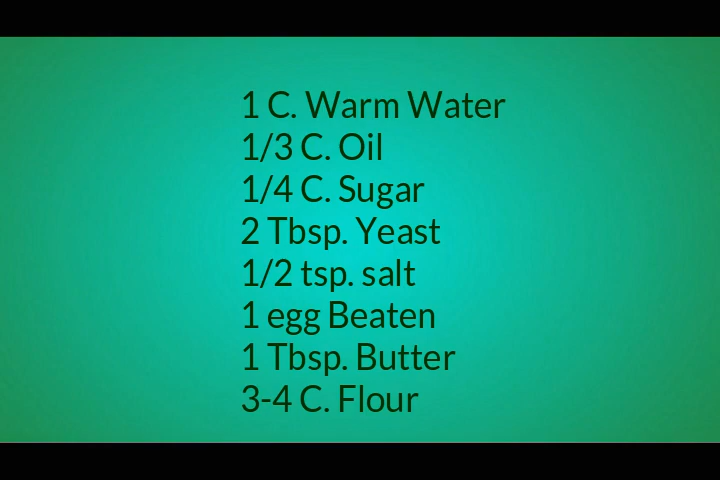 1 C. Warm Water
1/3 C. Oil
1/4 C. Sugar
2 Tbsp. Yeast
1/2 tsp. salt
1 egg Beaten
1 Tbsp. Butter
3-4 C. Flour